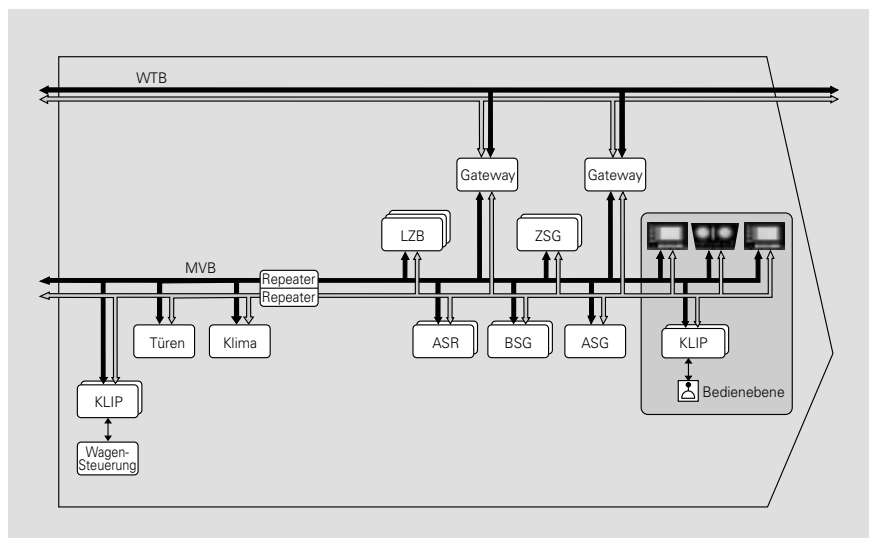 WTB
Gateway
Gateway
LZB
ZSG
MVB
Repeater
Repeater
Türen
Klima
ASR
BSG
ASG
KLIP
KLIP
Bedienebene
Wagen-
Steuerung